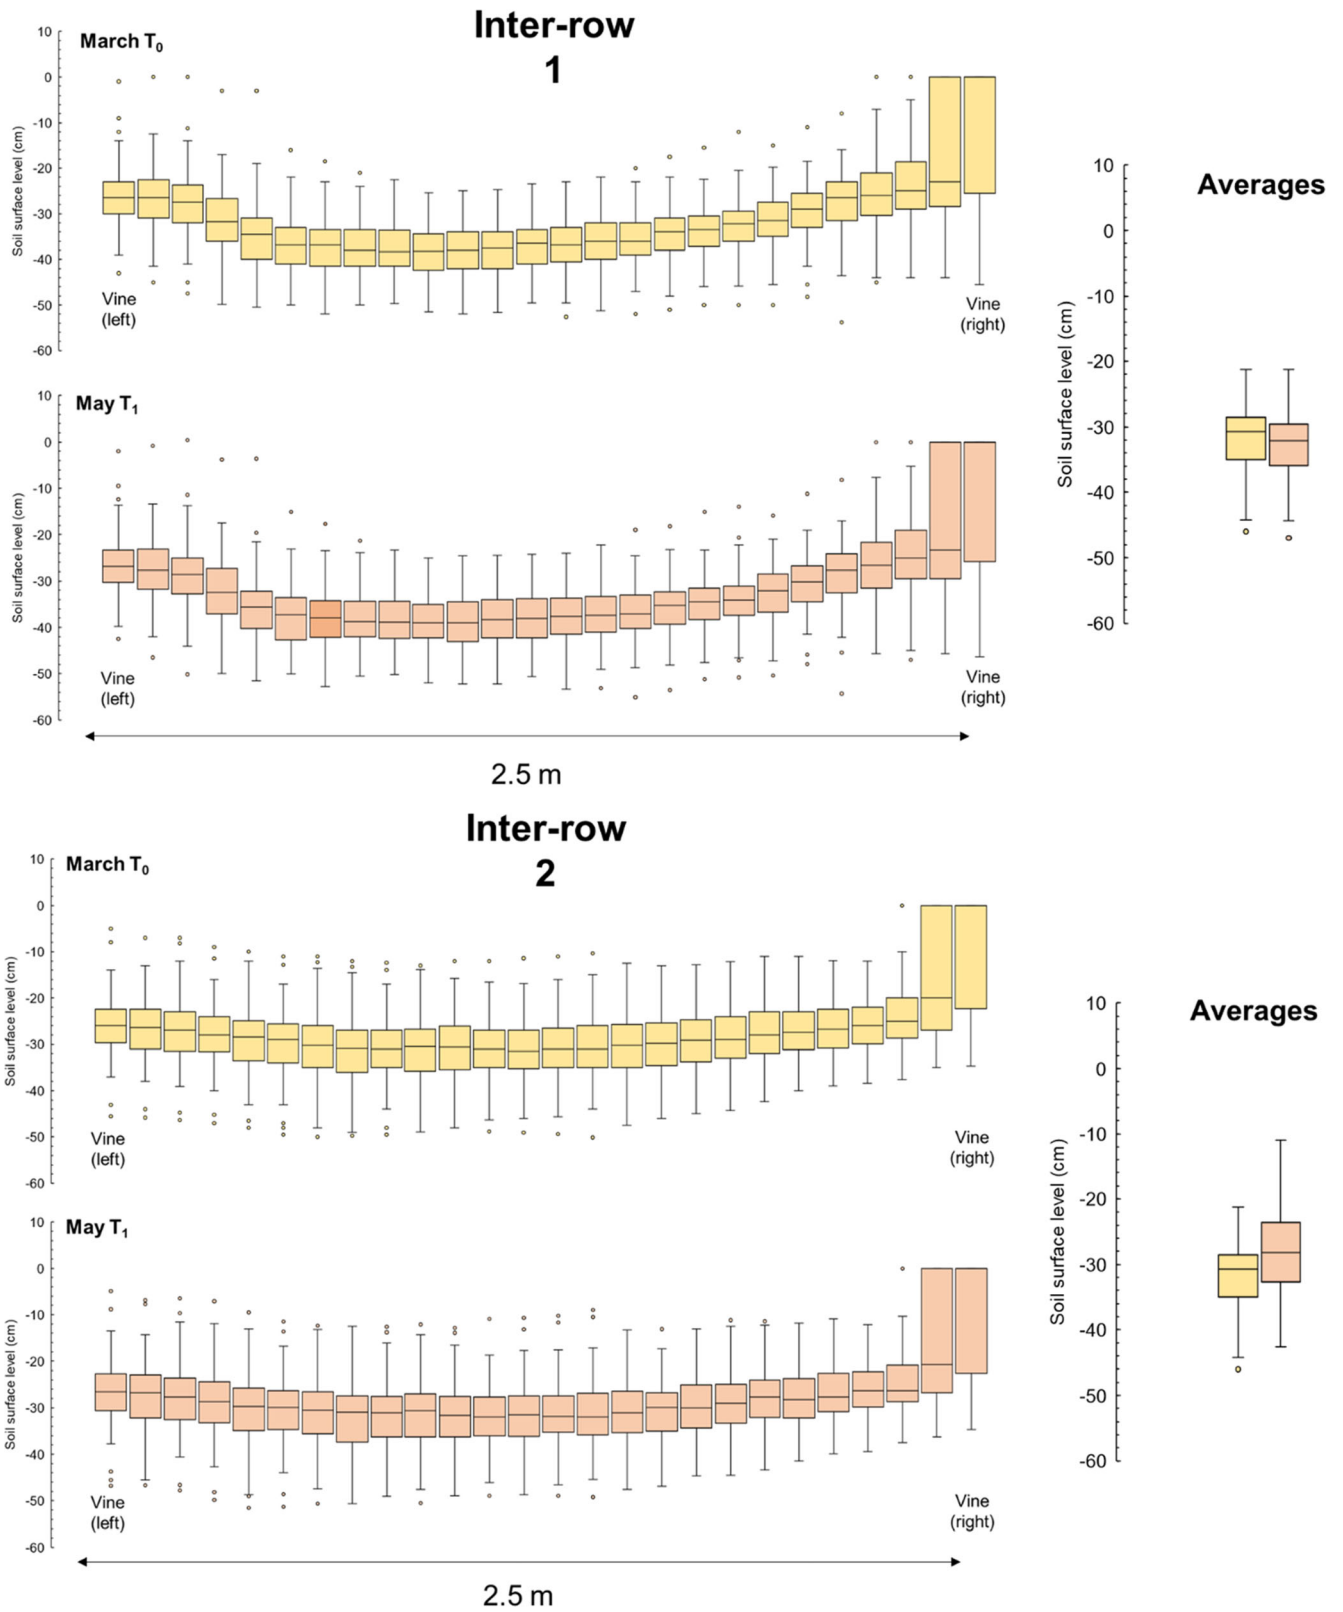 Inter-row
1
March T0
10
0
-10
-20
-30
-40
-50
-60
Soil surface level (cm)
Vine
(left)
Vine
(right)
May T1
10
0
-10
-20
-30
-40
-50
-60
Soil surface level (cm)
Vine
(left)
Vine
(right)
2.5 m
Averages
10
0
-10
-20
-30
-40
-50
-60
Soil surface level (cm)
Inter-row
2
March T0
10
0
-10
-20
-30
-40
-50
-60
Soil surface level (cm)
Vine
(left)
Vine
(right)
May T1
10
0
-10
-20
-30
-40
-50
-60
Soil surface level (cm)
Vine
(left)
Vine
(right)
2.5 m
Averages
10
0
-10
-20
-30
-40
-50
-60
Soil surface level (cm)